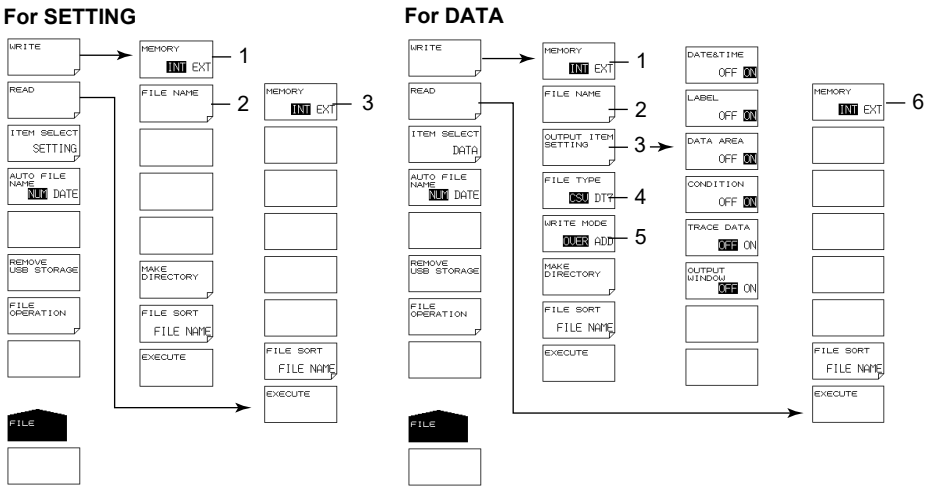 For SETTING
WRITE
READ
ITEM SELECT
SETTING
AUTO FILE
NAME
NUM DATE
REMOVE
USB STORAGE
FILE
OPERATION
FILE
MEMORY
INT EXT
1
FILE NAME
2
MAKE
DIRECTORY
FILE SORT
FILE NAME
EXECUTE
MEMORY
INT EXT
3
FILE SORT
FILE NAME
EXECUTE
For DATA
WRITE
READ
ITEM SELECT
DATA
AUTO FILE
NAME
NUM DATE
REMOVE
USB STORAGE
FILE
OPERATION
FILE
MEMORY
INT EXT
1
FILE NAME
2
OUTPUT ITEM
SETTING
3
FILE TYPE
CSV DT7
4
WRITE MODE
OVER ADD
5
MAKE
DIRECTORY
FILE SORT
FILE NAME
EXECUTE
DATE&TIME
OFF ON
LABEL
OFF ON
DATA AREA
OFF ON
CONDITION
OFF ON
TRACE DATA
OFF ON
OUTPUT
WINDOW
OFF ON
MEMORY
INT EXT
6
FILE SORT
FILE NAME
EXECUTE